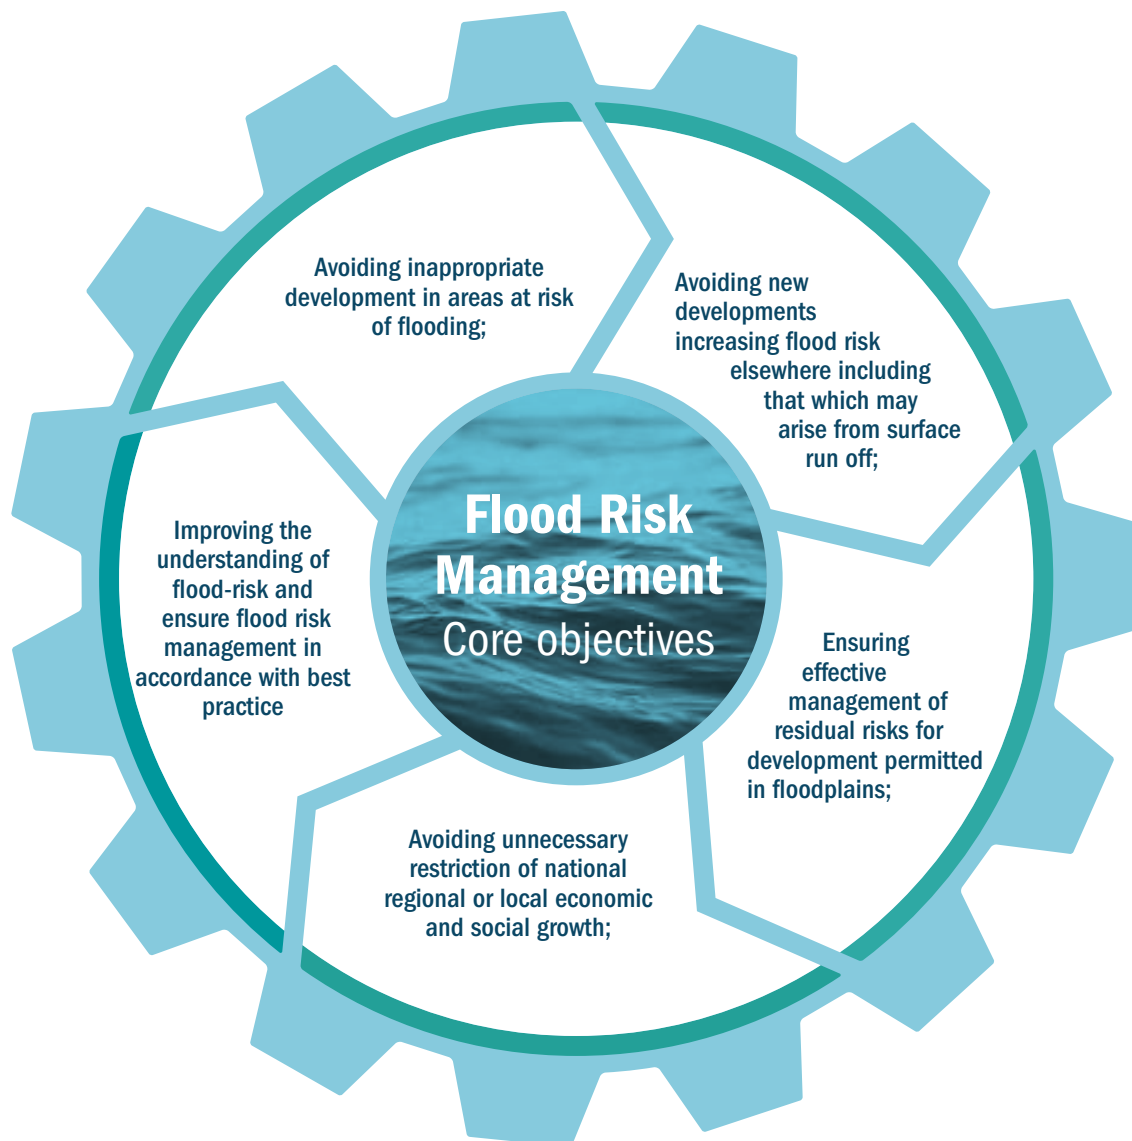 Flood Risk
Management
Core objectives
Avoiding inappropriate
development in areas at risk
of flooding;
Avoiding new
developments
increasing flood risk
elsewhere including
that which may
arise from surface
run off;
Ensuring
effective
management of
residual risks for
development permitted
in floodplains;
Avoiding unnecessary
restriction of national
regional or local economic
and social growth;
Improving the
understanding of
flood-risk and
ensure flood risk
management in
accordance with best
practice